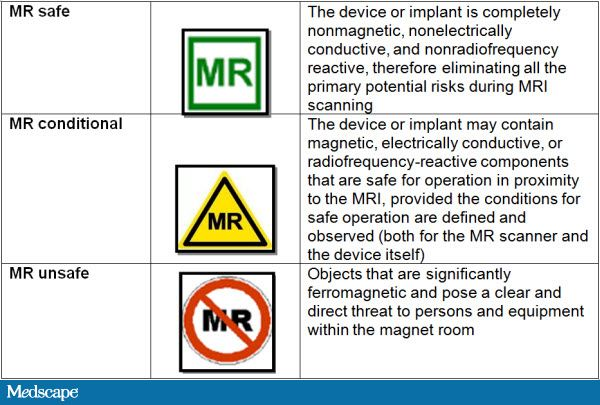 MR safe
MR
The device or implant is completely
nonmagnetic, nonelectrically
conductive, and nonradiofrequency
reactive, therefore eliminating all the
primary potential risks during MRI
scanning
MR conditional
MR
The device or implant may contain
magnetic, electrically conductive, or
radiofrequency-reactive components
that are safe for operation in proximity
to the MRI, provided the conditions for
safe operation are defined and
observed (both for the MR scanner and
the device itself)
MR unsafe
MR
Objects that are significantly
ferromagnetic and pose a clear and
direct threat to persons and equipment
within the magnet room
Medscape